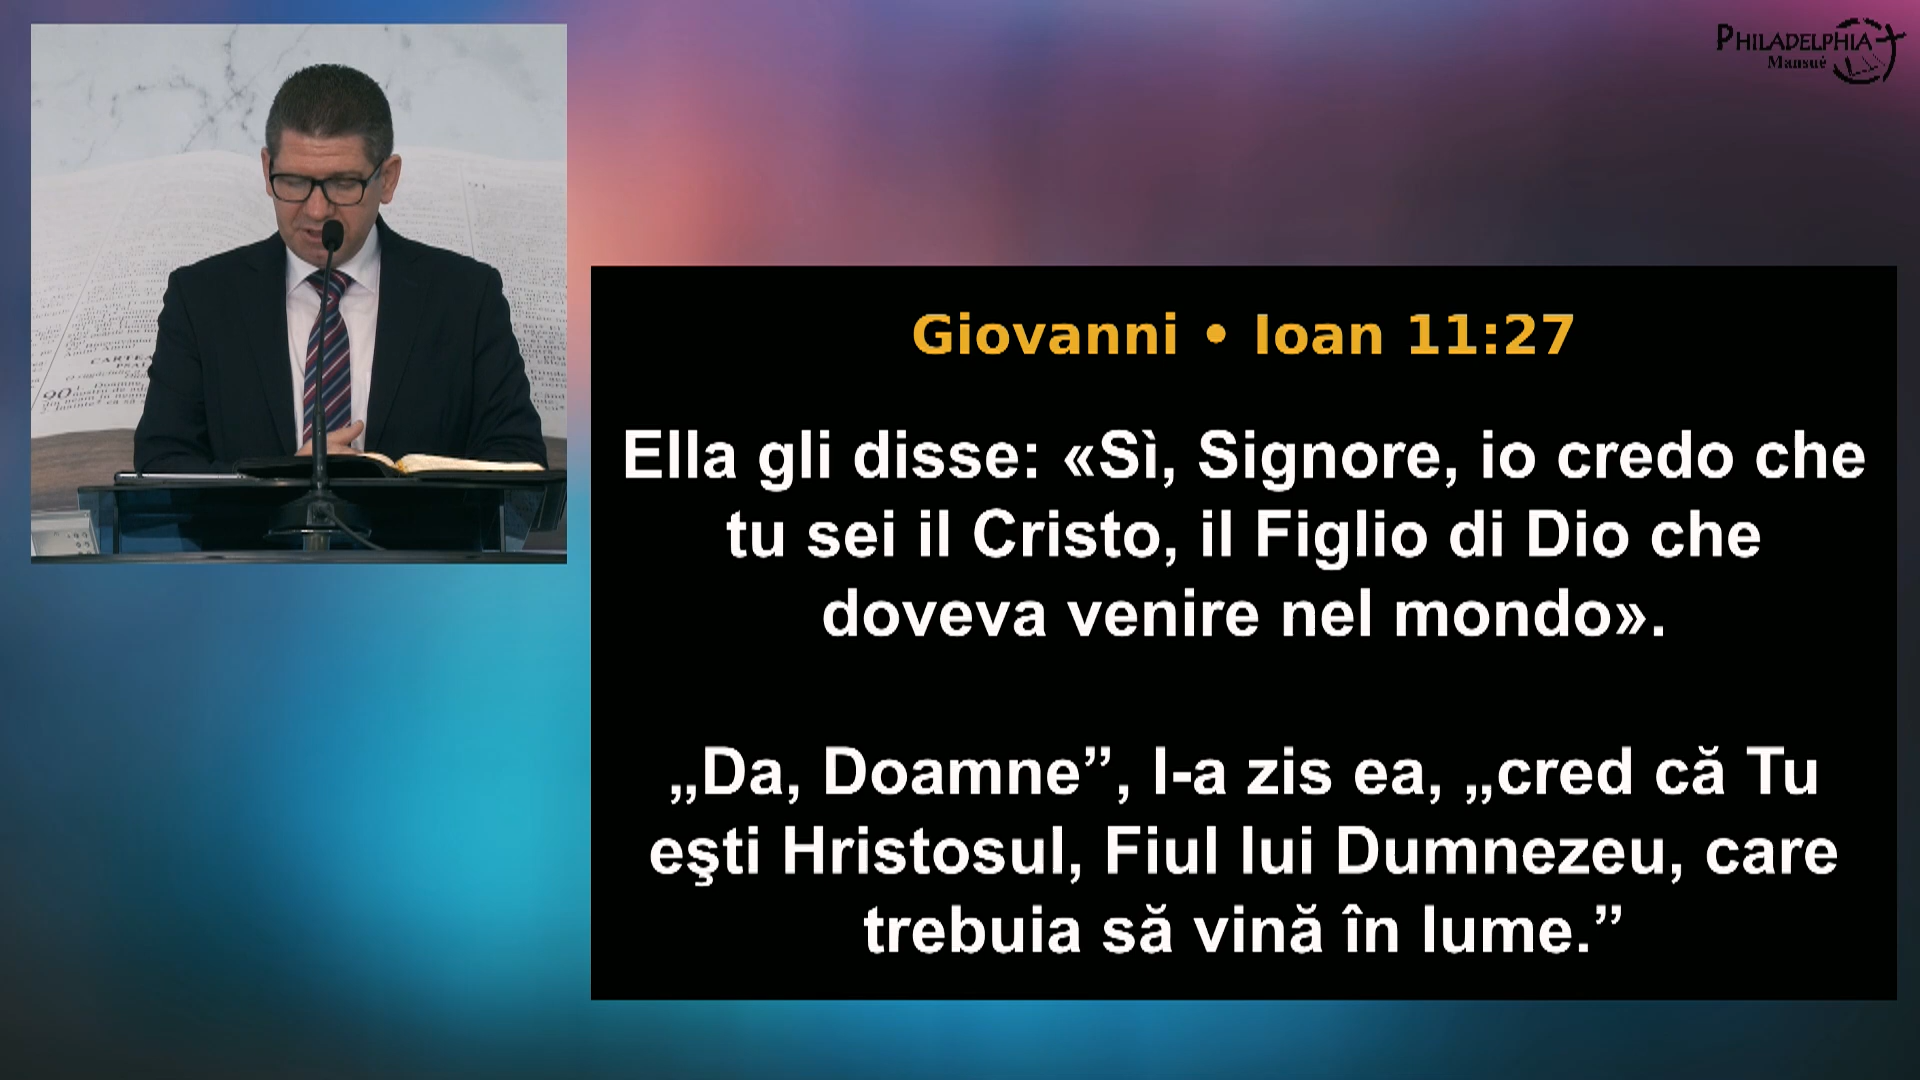 PHILADELPHIA
Mansuè
Giovanni • Ioan 11:27
Ella gli disse: «Sì, Signore, io credo che
tu sei il Cristo, il Figlio di Dio che
doveva venire nel mondo».
„Da, Doamne”, I-a zis ea, „cred că Tu
eşti Hristosul, Fiul lui Dumnezeu, care
trebuia să vină în lume.”
CARTEA
90